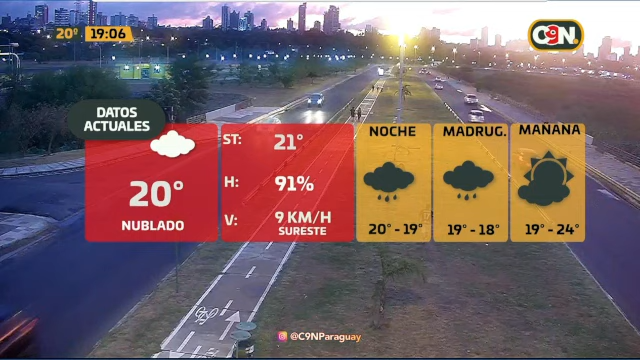 20° 19:06
C9N
DATOS
ACTUALES
20°
NUBLADO
ST: 21°
H: 91%
V: 9 KM/H
SURESTE
NOCHE
20° - 19°
MADRUG.
19° - 18°
MAÑANA
19° - 24°
@C9NParaguay